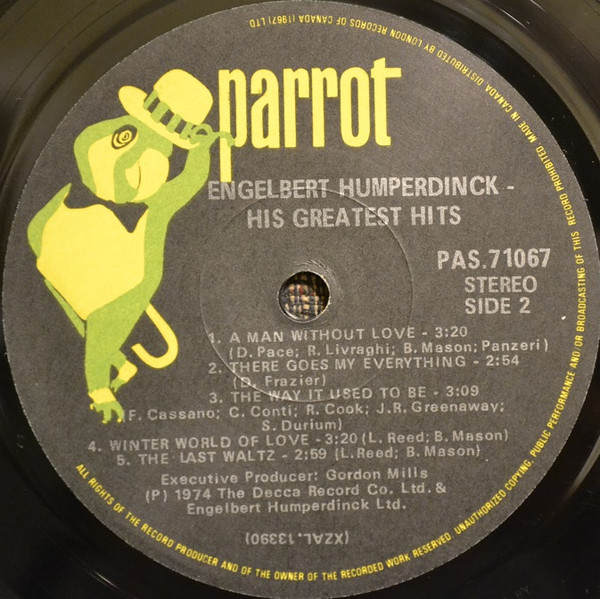 parrot
ENGELBERT HUMPERDINCK -
HIS GREATEST HITS
PAS.71067
STEREO
SIDE 2
1. A MAN WITHOUT LOVE - 3:20
(D. Pace; R. Livraghi; B. Mason; Panzeri)
2. THERE GOES MY EVERYTHING - 2:54
(D. Frazier)
3. THE WAY IT USED TO BE - 3:09
(F. Cassano; C. Conti; R. Cook; J.R. Greenaway;
S. Durium)
4. WINTER WORLD OF LOVE - 3:20 (L. Reed; B. Mason)
5. THE LAST WALTZ - 2:59 (L. Reed; B. Mason)
Executive Producer: Gordon Mills
(P) 1974 The Decca Record Co. Ltd. &
Engelbert Humperdinck Ltd.
(XZAL.13390)
ALL RIGHTS OF THE RECORD PRODUCER AND OF THE OWNER OF THE RECORDED WORK RESERVED. UNAUTHORIZED COPYING, PUBLIC PERFORMANCE AND/OR BROADCASTING OF THIS RECORD PROHIBITED. MADE IN CANADA DISTRIBUTED BY LONDON RECORDS OF CANADA (1967) LTD